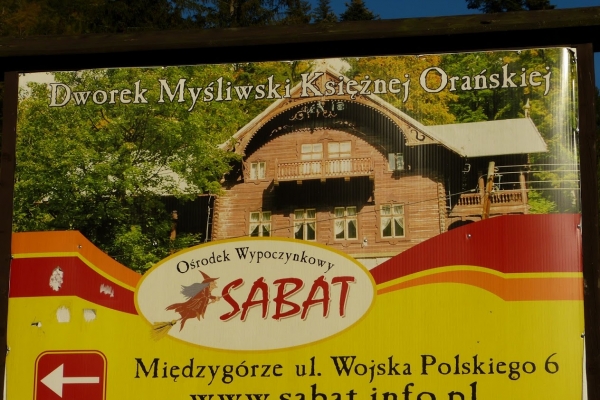 Dworek Myśliwski Księżnej Orańskiej
Ośrodek Wypoczynkowy
SABAT
Międzygórze ul. Wojska Polskiego 6
www.sabat.info.pl